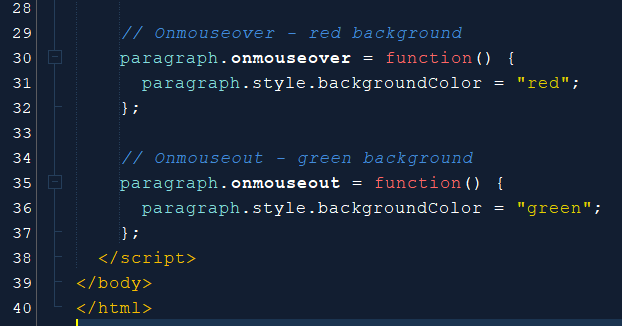 28
29 // Onmouseover - red background
30 paragraph.onmouseover = function() {
31 paragraph.style.backgroundColor = "red";
32 };
33
34 // Onmouseout - green background
35 paragraph.onmouseout = function() {
36 paragraph.style.backgroundColor = "green";
37 };
38 </script>
39 </body>
40 </html>